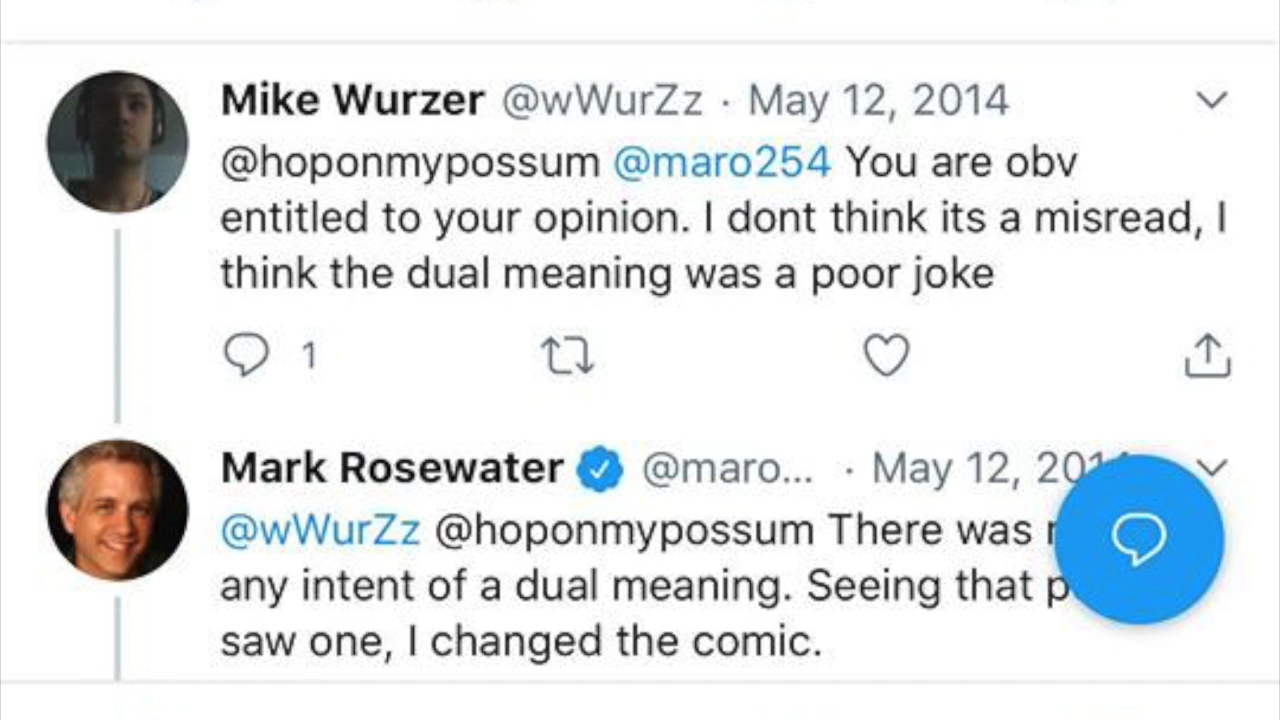 Mike Wurzer @wWurZz · May 12, 2014
@hoponmypossum @maro254 You are obv
entitled to your opinion. I dont think its a misread, I
think the dual meaning was a poor joke
1
Mark Rosewater @maro... · May 12, 2014
@wWurZz @hoponmypossum There was
any intent of a dual meaning. Seeing that
saw one, I changed the comic.